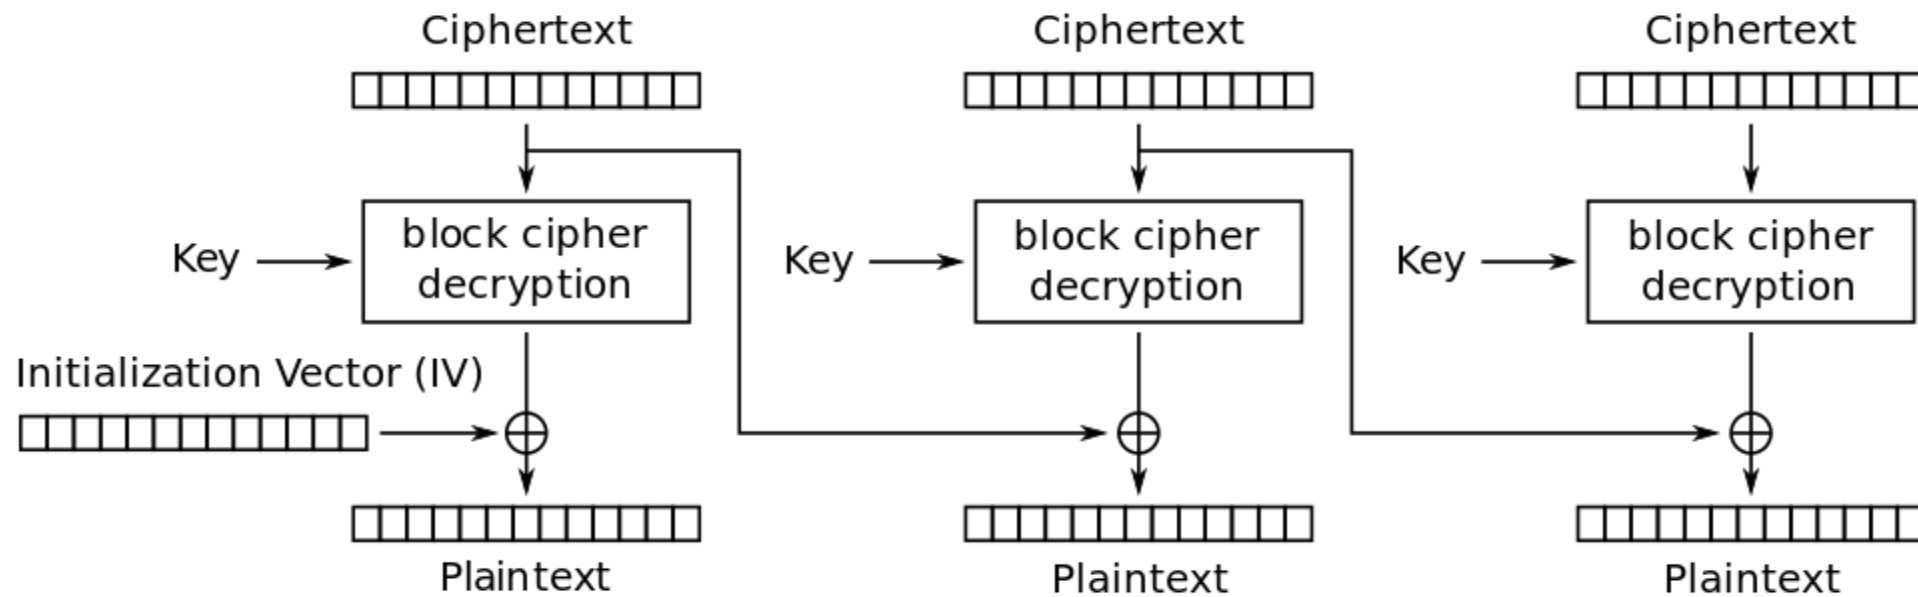 Ciphertext
Ciphertext
Ciphertext
Key
block cipher
decryption
Key
block cipher
decryption
Key
block cipher
decryption
Initialization Vector (IV)
Plaintext
Plaintext
Plaintext